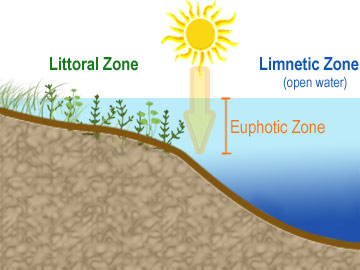 Littoral Zone
Limnetic Zone
(open water)
Euphotic Zone